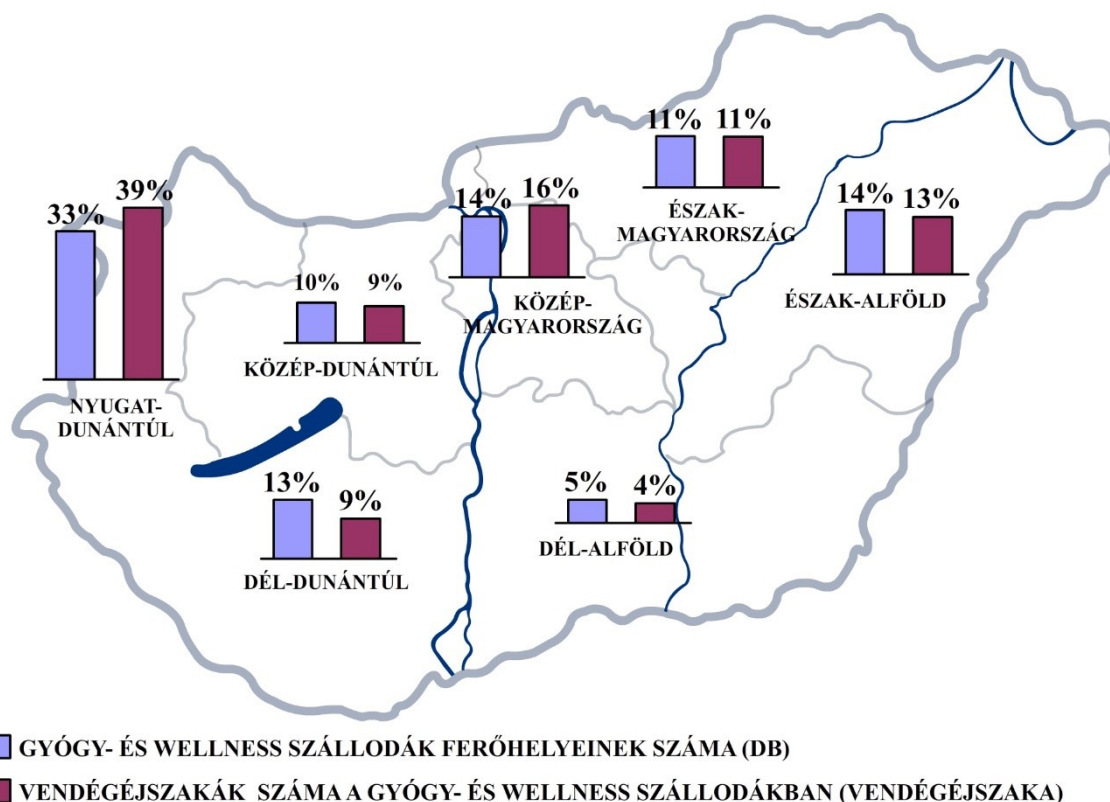 11% 11%
ÉSZAK-
MAGYARORSZÁG
33% 39%
NYUGAT-
DUNÁNTÚL
14% 16%
KÖZÉP-
MAGYARORSZÁG
14% 13%
ÉSZAK-ALFÖLD
10% 9%
KÖZÉP-DUNÁNTÚL
13% 9%
DÉL-DUNÁNTÚL
5% 4%
DÉL-ALFÖLD
GYÓGY- ÉS WELLNESS SZÁLLODÁK FERŐHELYEINEK SZÁMA (DB)
VENDÉGÉJSZAKÁK SZÁMA A GYÓGY- ÉS WELLNESS SZÁLLODÁKBAN (VENDÉGÉJSZAKA)